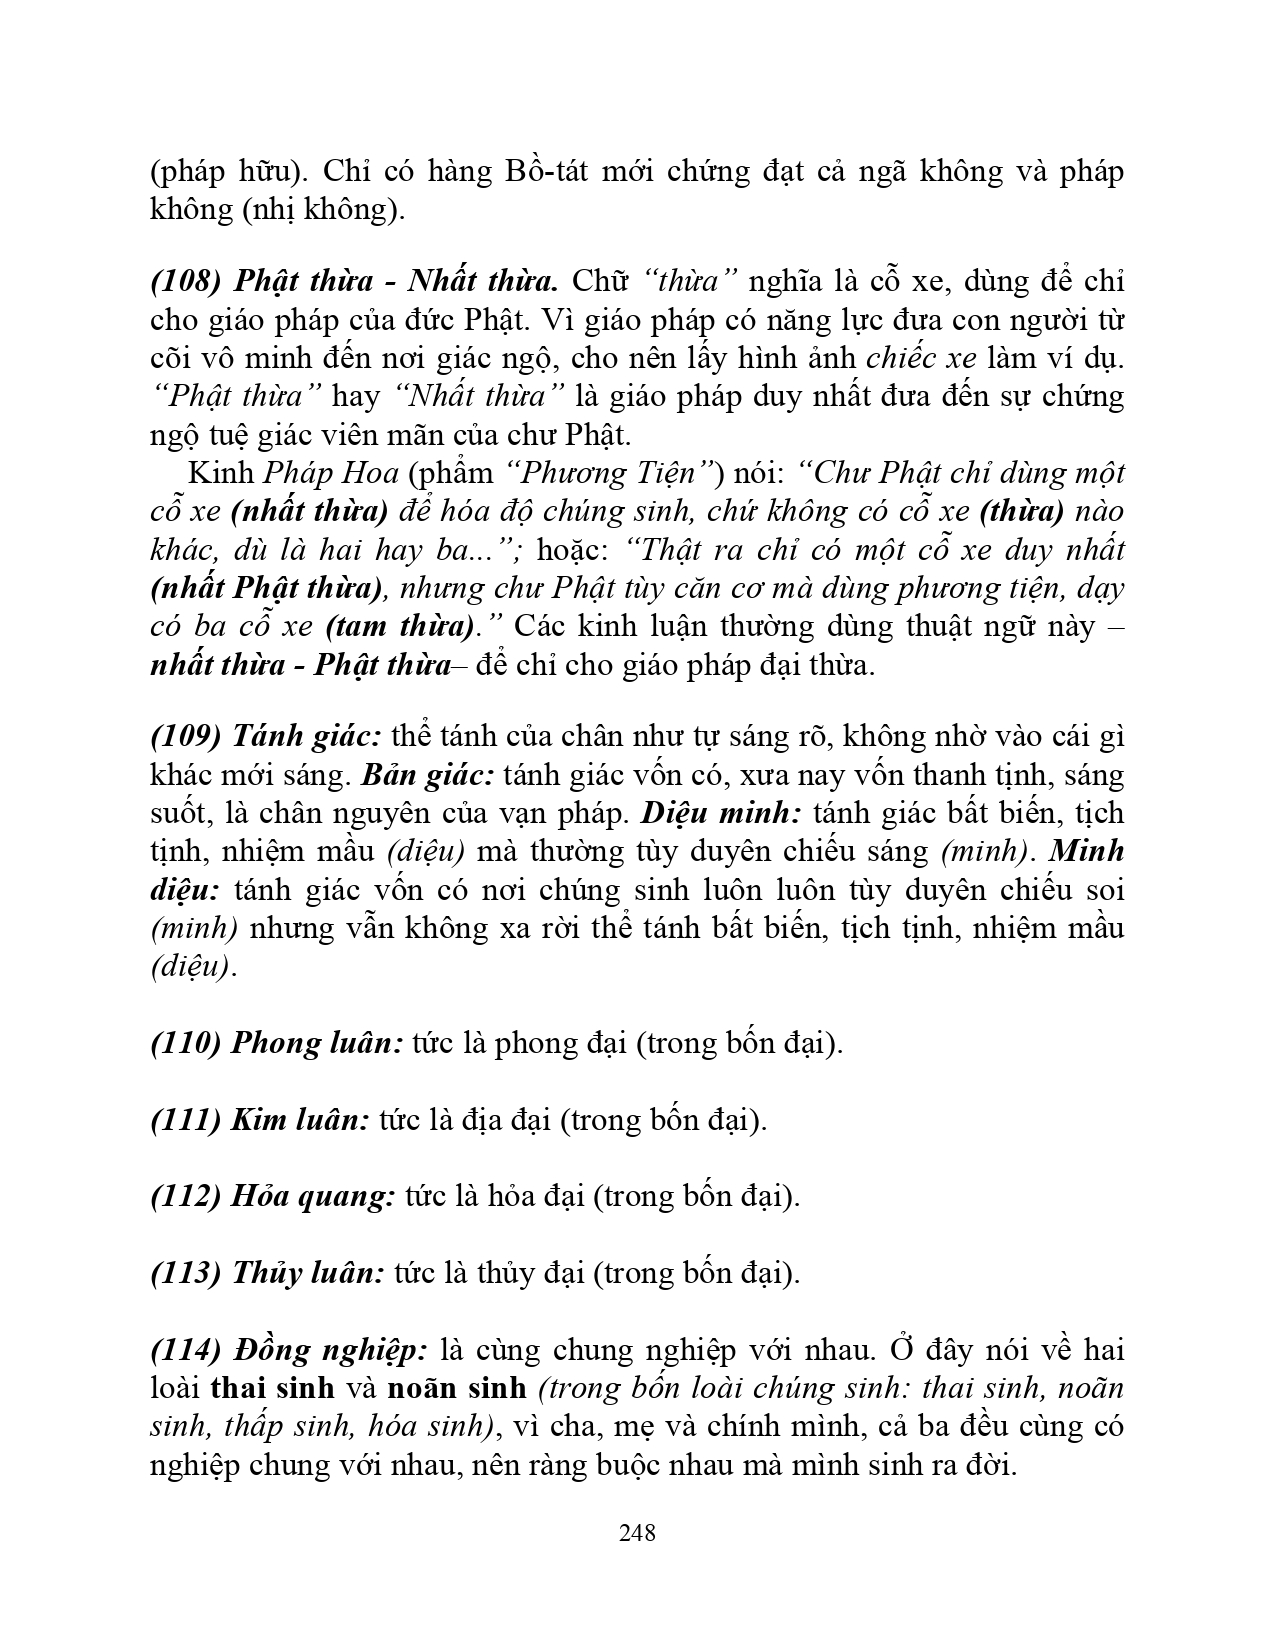 (pháp hữu). Chỉ có hàng Bồ-tát mới chứng đạt cả ngã không và pháp
không (nhị không).
(108) Phật thừa - Nhất thừa. Chữ “thừa” nghĩa là cỗ xe, dùng để chỉ
cho giáo pháp của đức Phật. Vì giáo pháp có năng lực đưa con người từ
cõi vô minh đến nơi giác ngộ, cho nên lấy hình ảnh chiếc xe làm ví dụ.
“Phật thừa” hay “Nhất thừa” là giáo pháp duy nhất đưa đến sự chứng
ngộ tuệ giác viên mãn của chư Phật.
Kinh Pháp Hoa (phẩm “Phương Tiện”) nói: “Chư Phật chỉ dùng một
cỗ xe (nhất thừa) để hóa độ chúng sinh, chứ không có cỗ xe (thừa) nào
khác, dù là hai hay ba...”; hoặc: “Thật ra chỉ có một cỗ xe duy nhất
(nhất Phật thừa), nhưng chư Phật tùy căn cơ mà dùng phương tiện, dạy
có ba cỗ xe (tam thừa).” Các kinh luận thường dùng thuật ngữ này –
nhất thừa - Phật thừa– để chỉ cho giáo pháp đại thừa.
(109) Tánh giác: thể tánh của chân như tự sáng rõ, không nhờ vào cái gì
khác mới sáng. Bản giác: tánh giác vốn có, xưa nay vốn thanh tịnh, sáng
suốt, là chân nguyên của vạn pháp. Diệu minh: tánh giác bất biến, tịch
tịnh, nhiệm mầu (diệu) mà thường tùy duyên chiếu sáng (minh). Minh
diệu: tánh giác vốn có nơi chúng sinh luôn luôn tùy duyên chiếu soi
(minh) nhưng vẫn không xa rời thể tánh bất biến, tịch tịnh, nhiệm mầu
(diệu).
(110) Phong luân: tức là phong đại (trong bốn đại).
(111) Kim luân: tức là địa đại (trong bốn đại).
(112) Hỏa quang: tức là hỏa đại (trong bốn đại).
(113) Thủy luân: tức là thủy đại (trong bốn đại).
(114) Đồng nghiệp: là cùng chung nghiệp với nhau. Ở đây nói về hai
loài thai sinh và noãn sinh (trong bốn loài chúng sinh: thai sinh, noãn
sinh, thấp sinh, hóa sinh), vì cha, mẹ và chính mình, cả ba đều cùng có
nghiệp chung với nhau, nên ràng buộc nhau mà mình sinh ra đời.
248